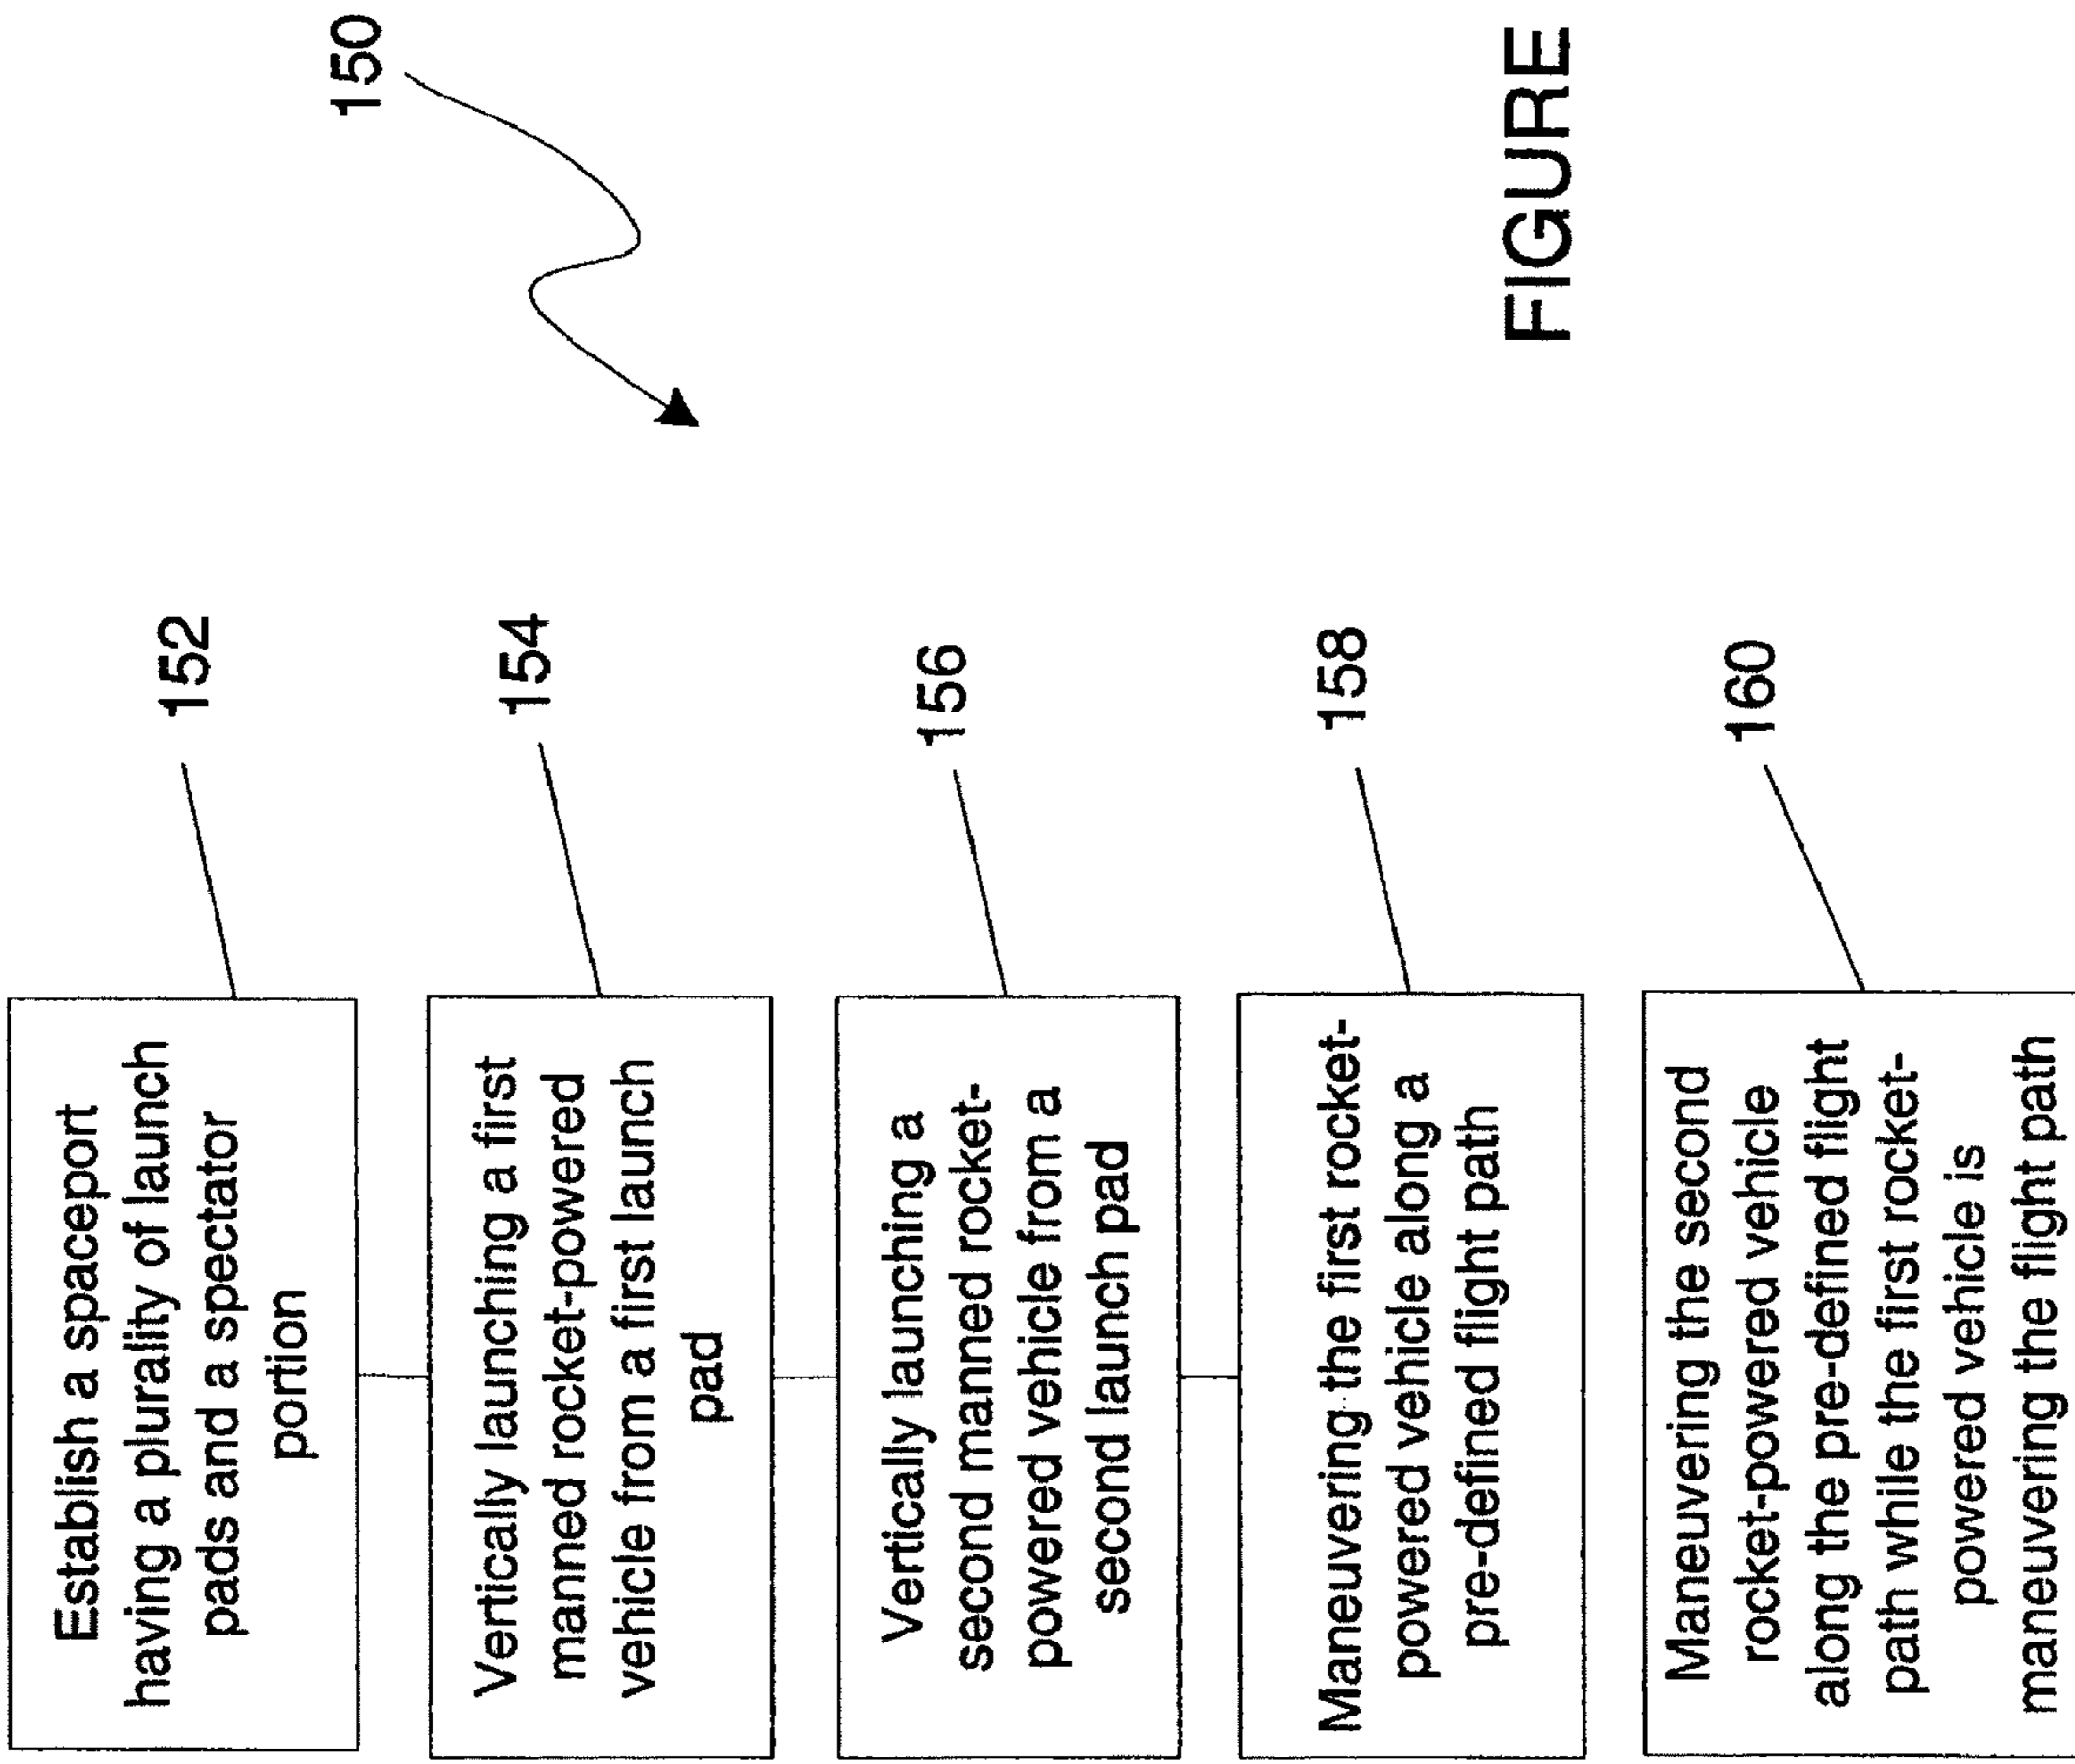 150
Establish a spaceport
having a plurality of launch
pads and a spectator
portion
152
Vertically launching a first
manned rocket-powered
vehicle from a first launch
pad
154
Vertically launching a
second manned rocket-
powered vehicle from a
second launch pad
156
Maneuvering the first rocket-
powered vehicle along a
pre-defined flight path
158
Maneuvering the second
rocket-powered vehicle
along the pre-defined flight
path while the first rocket-
powered vehicle is
maneuvering the flight path
160
FIGURE